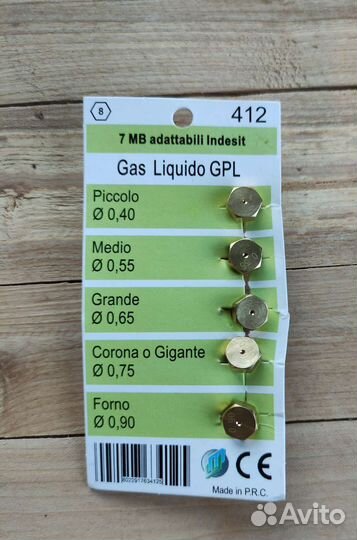 8
412
7 MB adattabili Indesit
Gas Liquido GPL
Piccolo
Ø 0,40
Medio
Ø 0,55
Grande
Ø 0,65
Corona o Gigante
Ø 0,75
Forno
Ø 0,90
CE
Made in P.R.C.
Avito